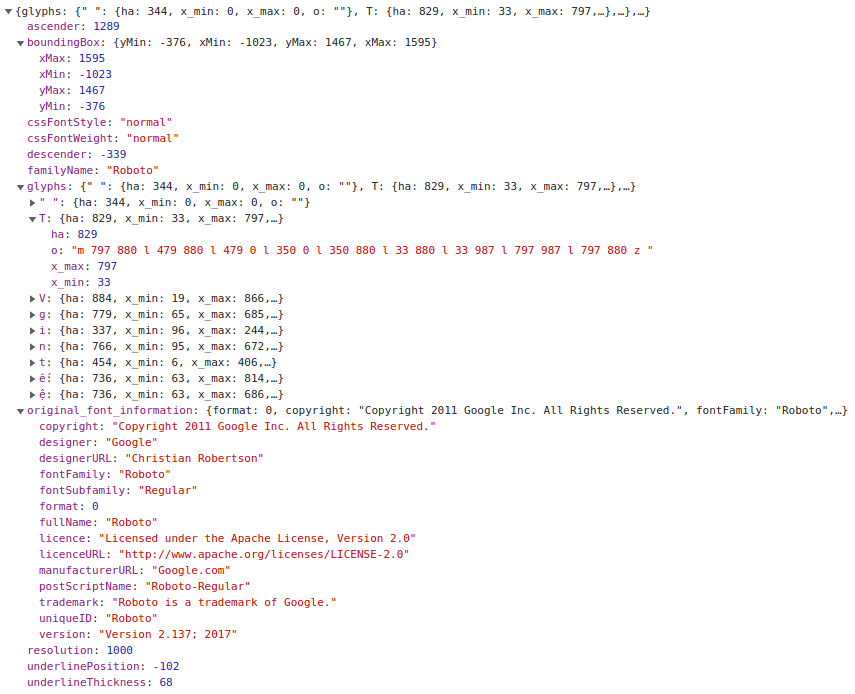 {glyphs: {" ": {ha: 344, x_min: 0, x_max: 0, o: ""}, T: {ha: 829, x_min: 33, x_max: 797,…},…},…}
ascender: 1289
boundingBox: {yMin: -376, xMin: -1023, yMax: 1467, xMax: 1595}
xMax: 1595
xMin: -1023
yMax: 1467
yMin: -376
cssFontStyle: "normal"
cssFontWeight: "normal"
descender: -339
familyName: "Roboto"
glyphs: {" ": {ha: 344, x_min: 0, x_max: 0, o: ""}, T: {ha: 829, x_min: 33, x_max: 797,…},…}
" ": {ha: 344, x_min: 0, x_max: 0, o: ""}
T: {ha: 829, x_min: 33, x_max: 797,…}
ha: 829
o: "m 797 880 l 479 880 l 479 0 l 350 0 l 350 880 l 33 880 l 33 987 l 797 987 l 797 880 z "
x_max: 797
x_min: 33
V: {ha: 884, x_min: 19, x_max: 866,…}
g: {ha: 779, x_min: 65, x_max: 685,…}
i: {ha: 337, x_min: 96, x_max: 244,…}
n: {ha: 766, x_min: 95, x_max: 672,…}
t: {ha: 454, x_min: 6, x_max: 406,…}
ế: {ha: 736, x_min: 63, x_max: 814,…}
ệ: {ha: 736, x_min: 63, x_max: 686,…}
original_font_information: {format: 0, copyright: "Copyright 2011 Google Inc. All Rights Reserved.", fontFamily: "Roboto",…}
copyright: "Copyright 2011 Google Inc. All Rights Reserved."
designer: "Google"
designerURL: "Christian Robertson"
fontFamily: "Roboto"
fontSubfamily: "Regular"
format: 0
fullName: "Roboto"
licence: "Licensed under the Apache License, Version 2.0"
licenceURL: "http://www.apache.org/licenses/LICENSE-2.0"
manufacturerURL: "Google.com"
postScriptName: "Roboto-Regular"
trademark: "Roboto is a trademark of Google."
uniqueID: "Roboto"
version: "Version 2.137; 2017"
resolution: 1000
underlinePosition: -102
underlineThickness: 68